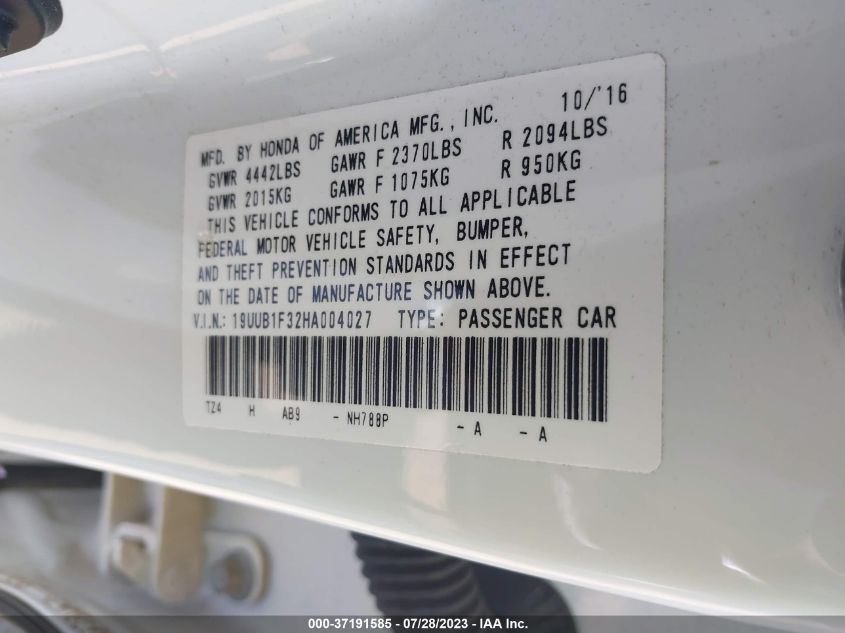 MFD. BY HONDA OF AMERICA MFG., INC. 10/'16
GVWR 4442LBS GAWR F 2370LBS R 2094LBS
GVWR 2015KG GAWR F 1075KG R 950KG
THIS VEHICLE CONFORMS TO ALL APPLICABLE
FEDERAL MOTOR VEHICLE SAFETY, BUMPER,
AND THEFT PREVENTION STANDARDS IN EFFECT
ON THE DATE OF MANUFACTURE SHOWN ABOVE.
V.I.N.: 19UUB1F32HA004027 TYPE: PASSENGER CAR
TZ4 H AB9 - NH788P - A - A
000-37191585 / 07/28/2023 / IAA Inc.